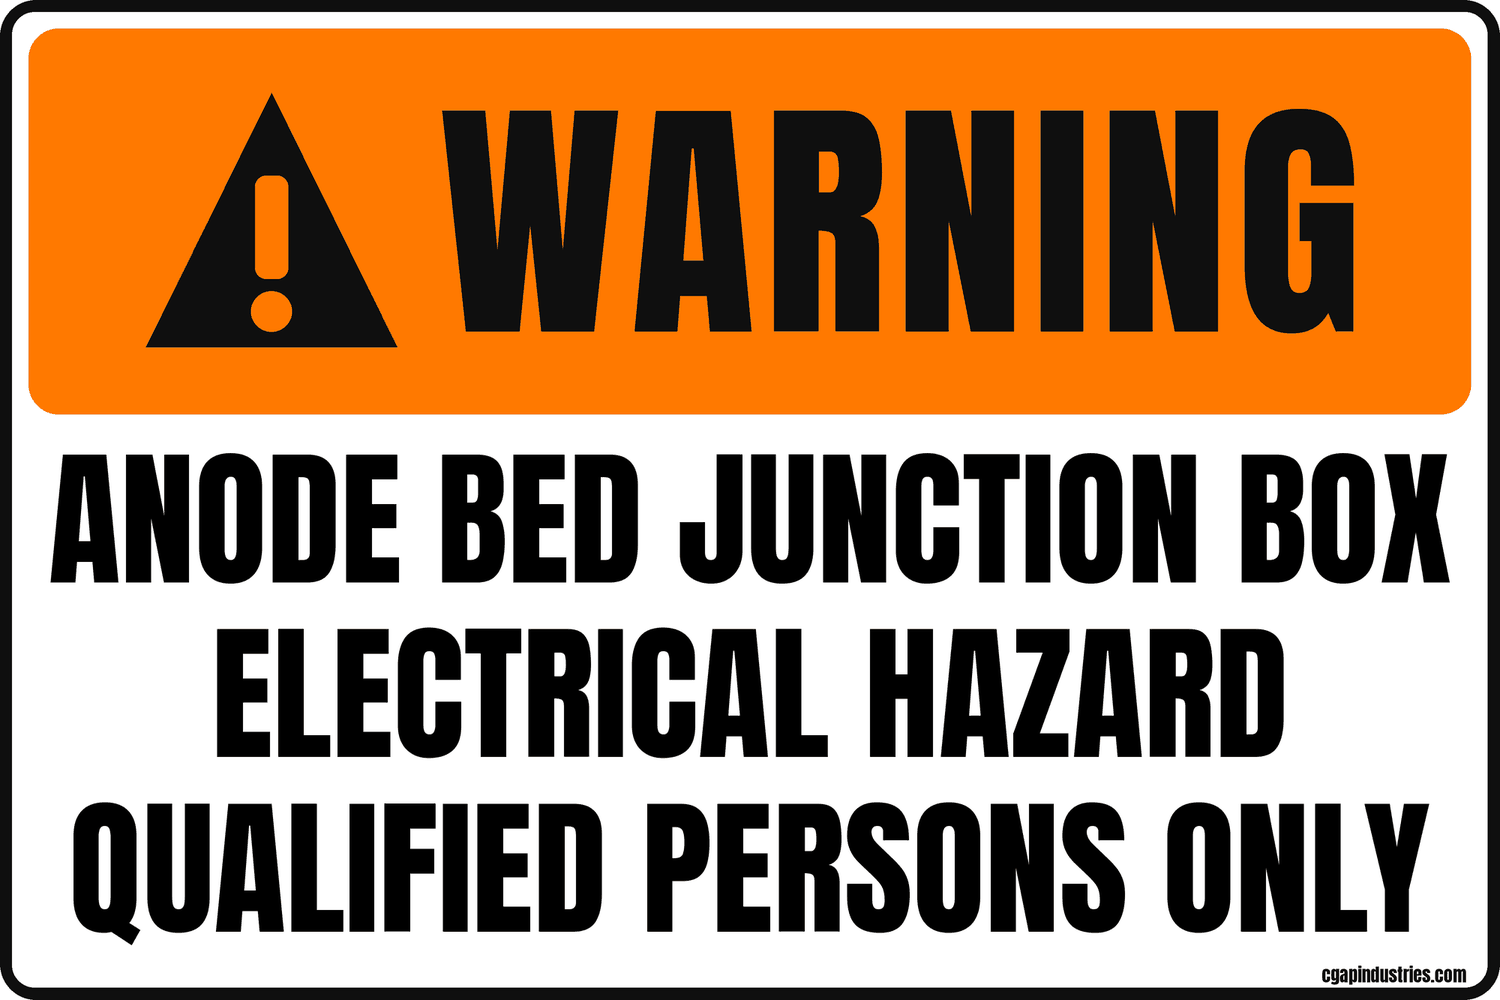 WARNING
ANODE BED JUNCTION BOX
ELECTRICAL HAZARD
QUALIFIED PERSONS ONLY
cgapindustries.com